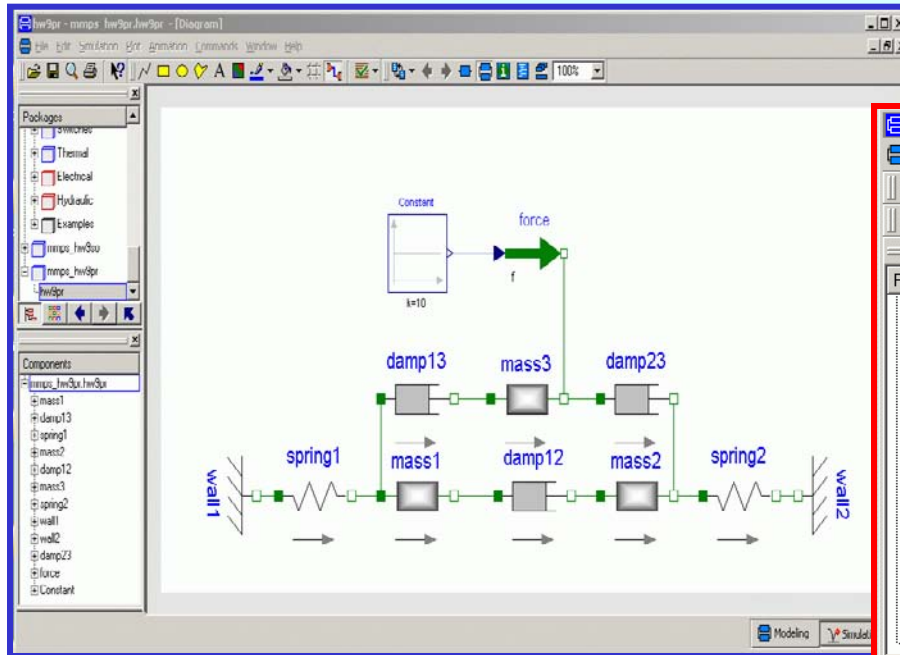 hw9pr - mmps_hw9pr.hw9pr - [Diagram]
File Edit Simulation Plot Animation Commands Window Help
A 100%
Packages
Switches
Thermal
Electrical
Hydraulic
Examples
mmps_hw9so
mmps_hw9pr
hw9pr
Components
mmps_hw9pr.hw9pr
mass1
damp13
spring1
mass2
damp12
mass3
spring2
wall1
wall2
damp23
force
Constant
Constant
force
f
k=10
damp13 mass3 damp23
spring1 mass1 damp12 mass2 spring2
wall1
wall2
Modeling